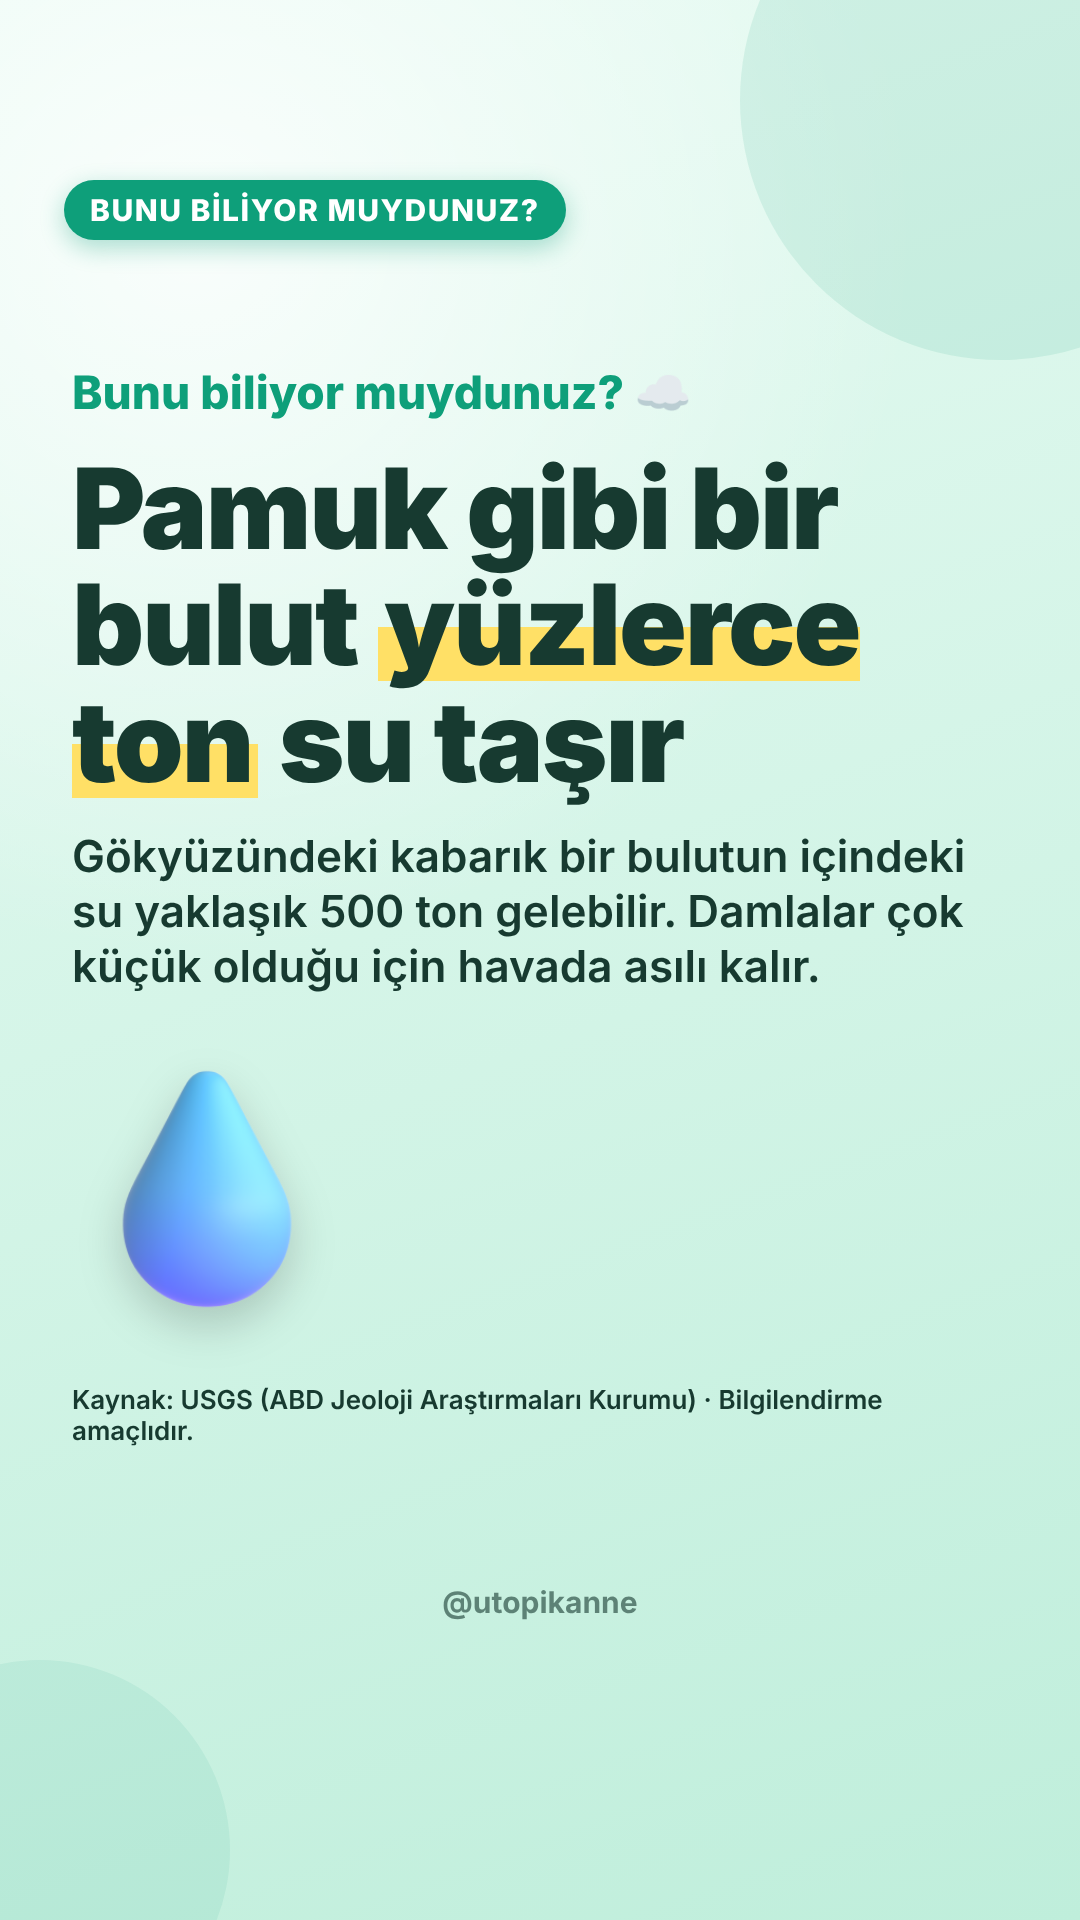 BUNU BİLİYOR MUYDUNUZ?
Bunu biliyor muydunuz? ☁️
Pamuk gibi bir
bulut yüzlerce
ton su taşır
Gökyüzündeki kabarık bir bulutun içindeki
su yaklaşık 500 ton gelebilir. Damlalar çok
küçük olduğu için havada asılı kalır.
Kaynak: USGS (ABD Jeoloji Araştırmaları Kurumu) · Bilgilendirme
amaçlıdır.
@utopikanne